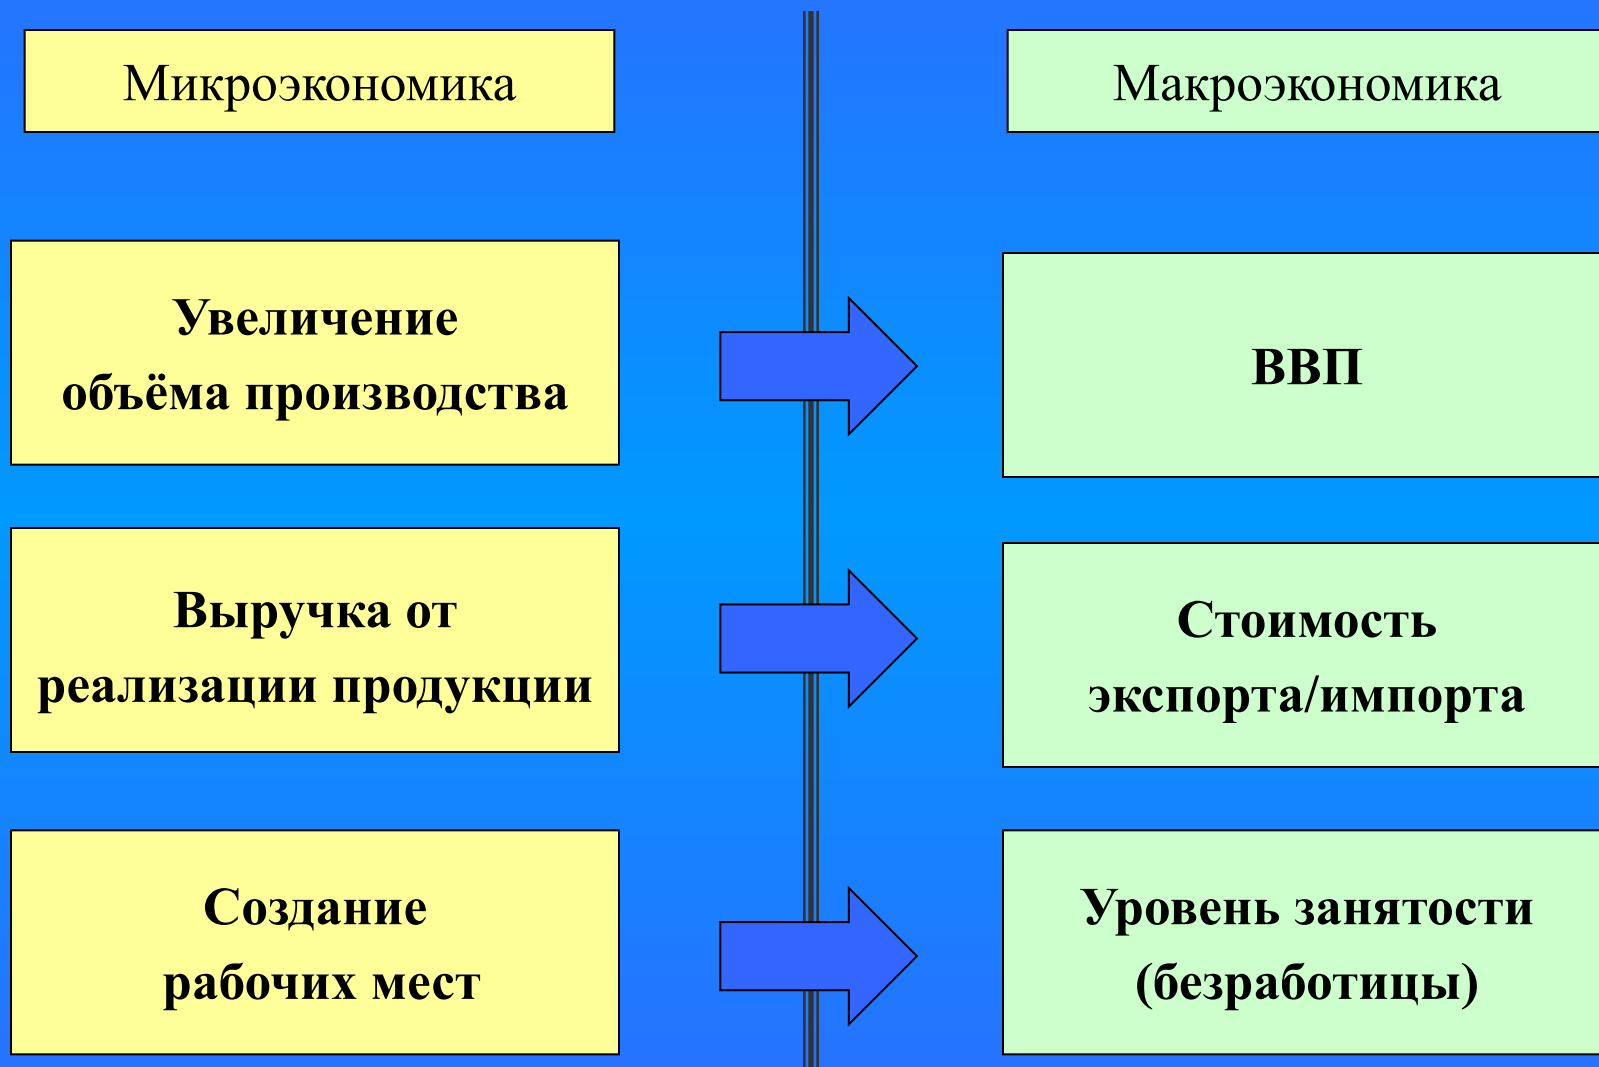 Микроэкономика
Макроэкономика
Увеличение
объёма производства
ВВП
Выручка от
реализации продукции
Стоимость
экспорта/импорта
Создание
рабочих мест
Уровень занятости
(безработицы)